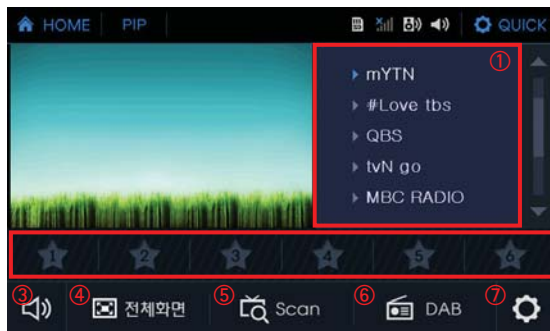 HOME PIP QUICK
①
mYTN
#Love tbs
QBS
tvN go
MBC RADIO
1 2 3 4 5 6
③ ④ 전체화면 ⑤ Scan ⑥ DAB ⑦